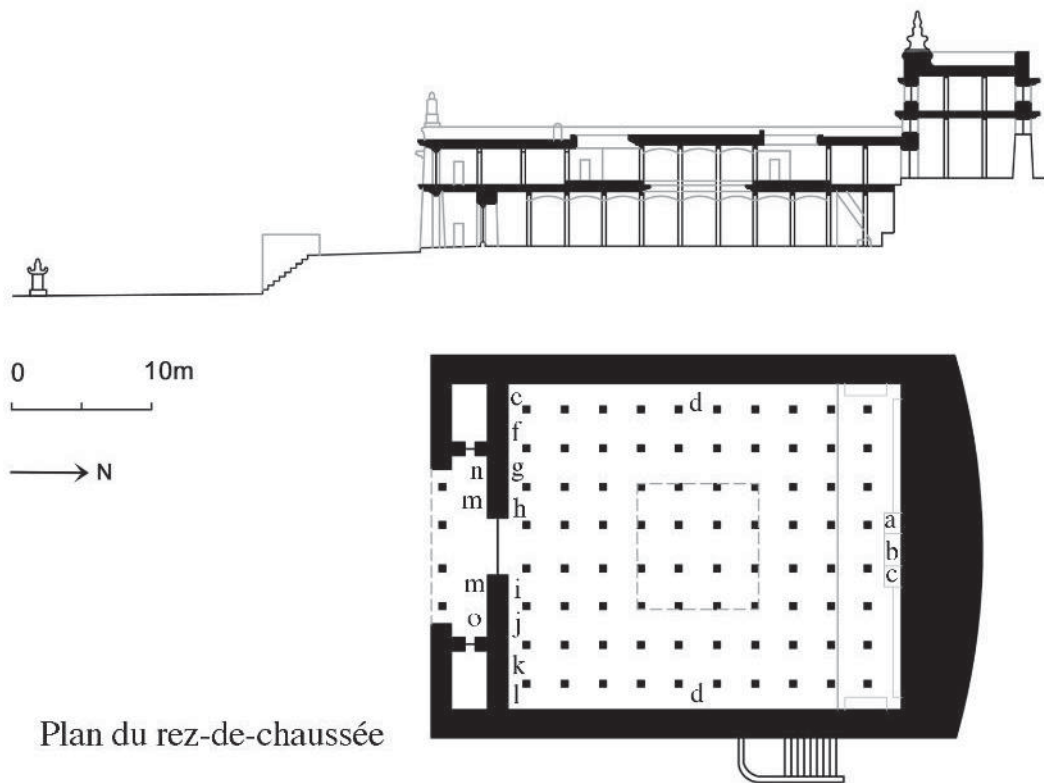 0 10m
N
c d
f
n g
m h
a
b
m i c
o j
k
l d
Plan du rez-de-chaussée